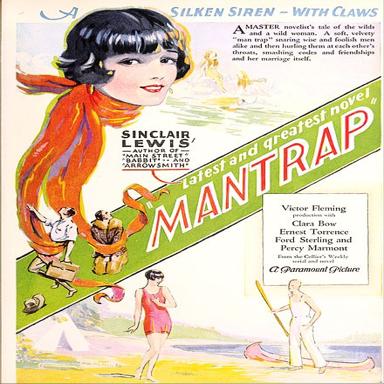 A SILKEN SIREN – WITH CLAWS
A MASTER novelist's tale of the wilds
and a wild woman. A soft, velvety
"man trap" snaring wise and foolish men
alike and then hurling them at each other's
throats, smashing codes and friendships
and her marriage itself.
SINCLAIR
LEWIS'
AUTHOR OF
"MAIN STREET"
"BABBITT" AND
"ARROWSMITH"
latest and greatest novel
"MANTRAP"
Victor Fleming
production with
Clara Bow
Ernest Torrence
Ford Sterling and
Percy Marmont
From the Collier's Weekly
serial and novel
A Paramount Picture